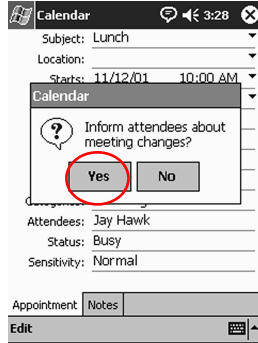 Calendar 3:28
Subject: Lunch
Location:
Starts: 11/12/01 10:00 AM
Calendar
Inform attendees about
meeting changes?
Yes No
Attendees: Jay Hawk
Status: Busy
Sensitivity: Normal
Appointment Notes
Edit